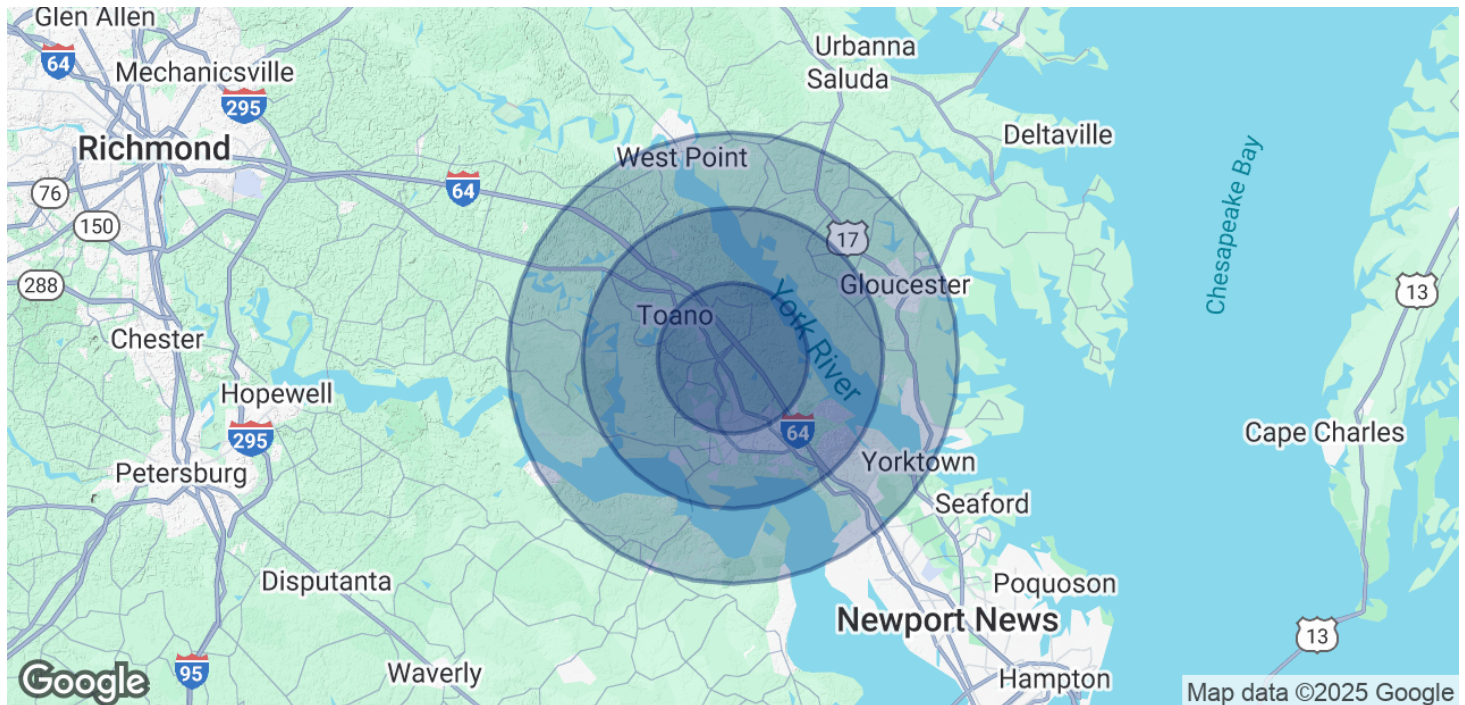 Glen Allen
Urbanna
64
Mechanicsville
Saluda
295
Deltaville
Richmond
West Point
76
64
Chesapeake Bay
150
17
288
Gloucester
13
York River
Toano
Chester
Hopewell
295
64
Cape Charles
Petersburg
Yorktown
Seaford
Disputanta
Poquoson
Newport News
13
95
Waverly
Hampton
Google
Map data ©2025 Google